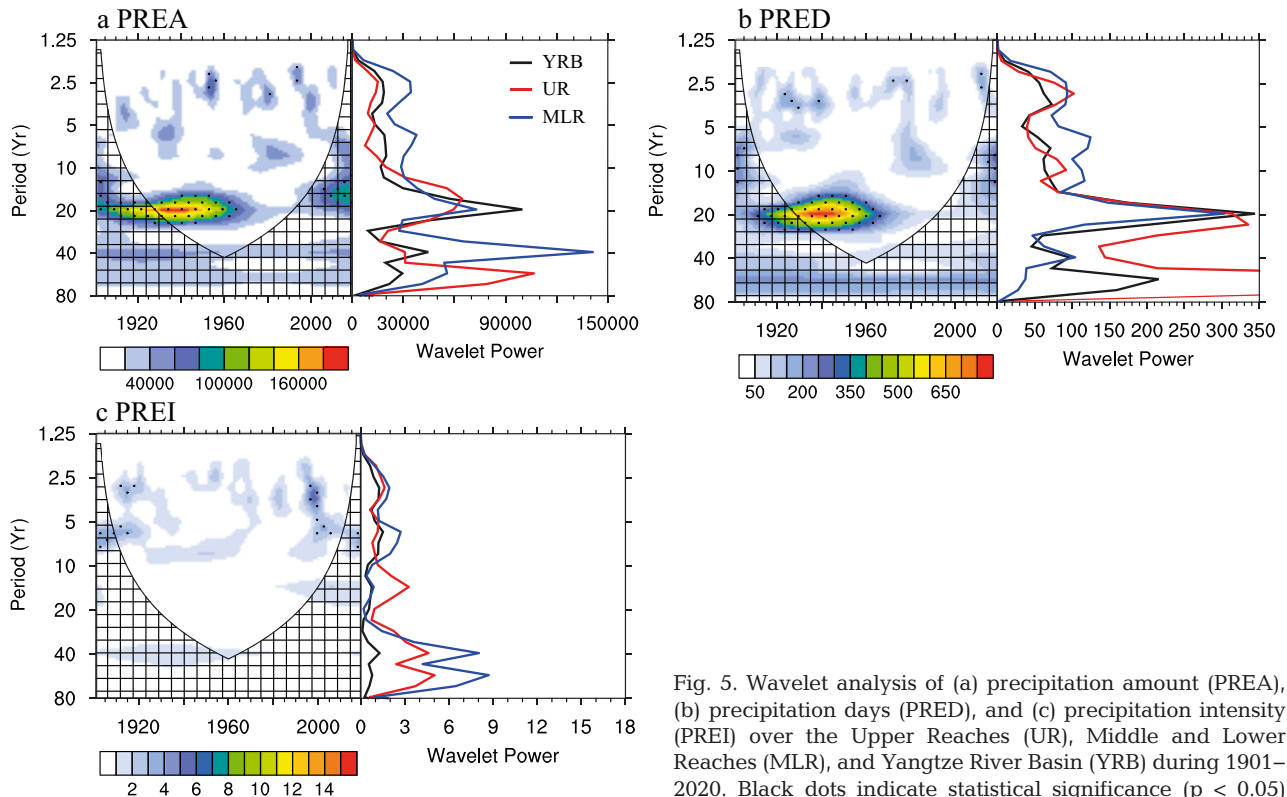 a PREA
Period (Yr)
1.25
2.5
5
10
20
40
80
1920 1960 2000
YRB
UR
MLR
0 30000 90000 150000
Wavelet Power
40000 100000 160000
b PRED
Period (Yr)
1.25
2.5
5
10
20
40
80
1920 1960 2000
0 50 100 150 200 250 300 350
Wavelet Power
50 200 350 500 650
c PREI
Period (Yr)
1.25
2.5
5
10
20
40
80
1920 1960 2000
0 3 6 9 12 15 18
Wavelet Power
2 4 6 8 10 12 14
Fig. 5. Wavelet analysis of (a) precipitation amount (PREA),
(b) precipitation days (PRED), and (c) precipitation intensity
(PREI) over the Upper Reaches (UR), Middle and Lower
Reaches (MLR), and Yangtze River Basin (YRB) during 1901–
2020. Black dots indicate statistical significance (p < 0.05)